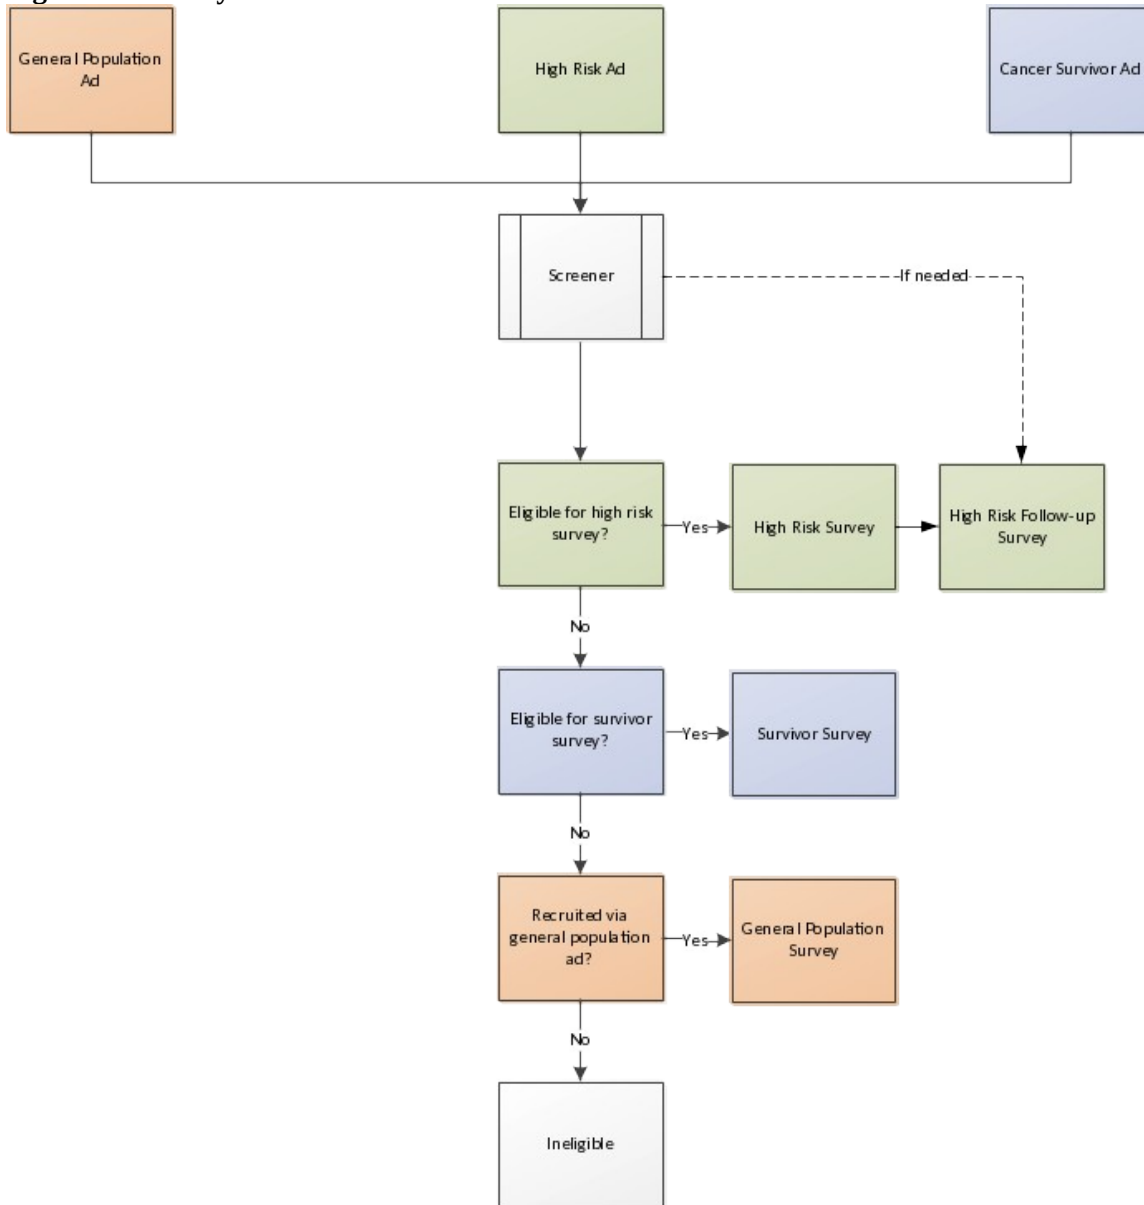 General Population
Ad
High Risk Ad
Cancer Survivor Ad
Screener
If needed
Eligible for high risk
survey?
Yes
High Risk Survey
High Risk Follow-up
Survey
No
Eligible for survivor
survey?
Yes
Survivor Survey
No
Recruited via
general population
ad?
Yes
General Population
Survey
No
Ineligible